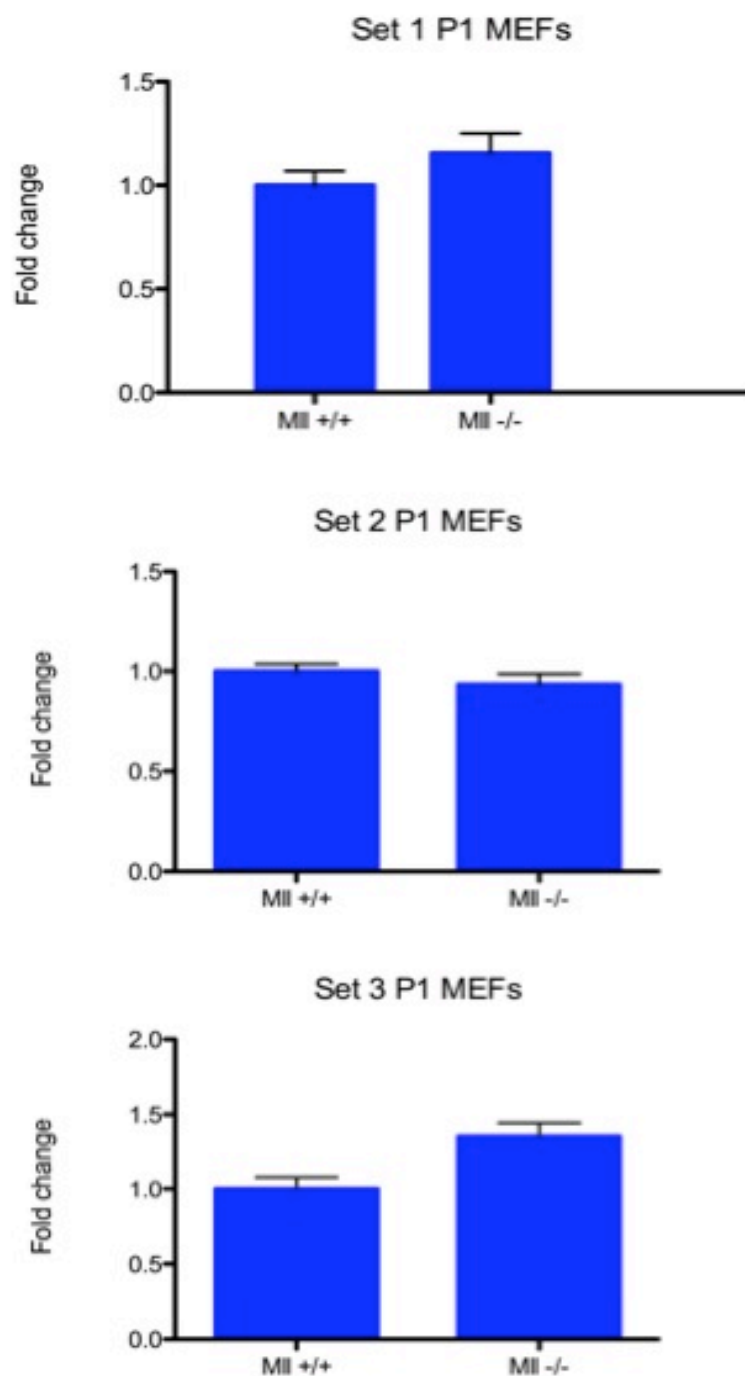 Set 1 P1 MEFs
Fold change
1.5
1.0
0.5
0.0
Mll +/+ Mll -/-
Set 2 P1 MEFs
Fold change
1.5
1.0
0.5
0.0
Mll +/+ Mll -/-
Set 3 P1 MEFs
Fold change
2.0
1.5
1.0
0.5
0.0
Mll +/+ Mll -/-